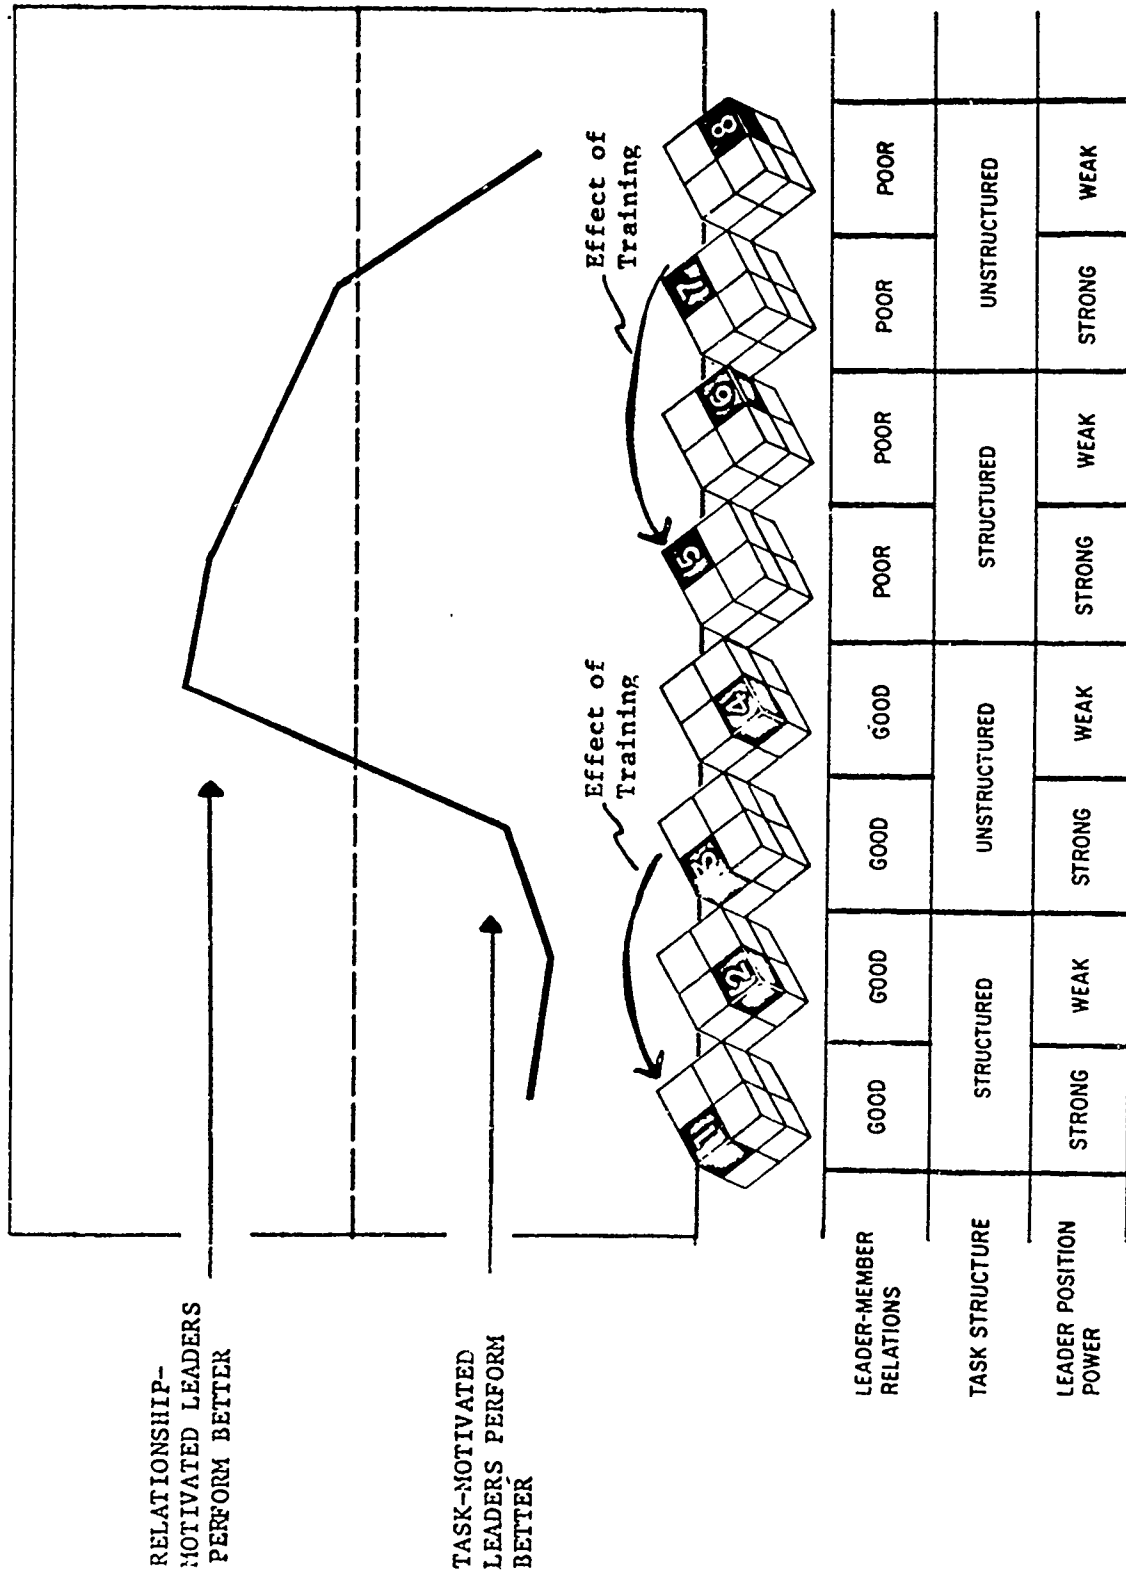 RELATIONSHIP-
MOTIVATED LEADERS
PERFORM BETTER
TASK-MOTIVATED
LEADERS PERFORM
BETTER
Effect of
Training
Effect of
Training
1
2
3
4
5
6
7
8
LEADER-MEMBER
RELATIONS
GOOD
GOOD
GOOD
GOOD
POOR
POOR
POOR
POOR
TASK STRUCTURE
STRUCTURED
UNSTRUCTURED
STRUCTURED
UNSTRUCTURED
LEADER POSITION
POWER
STRONG
WEAK
STRONG
WEAK
STRONG
WEAK
STRONG
WEAK